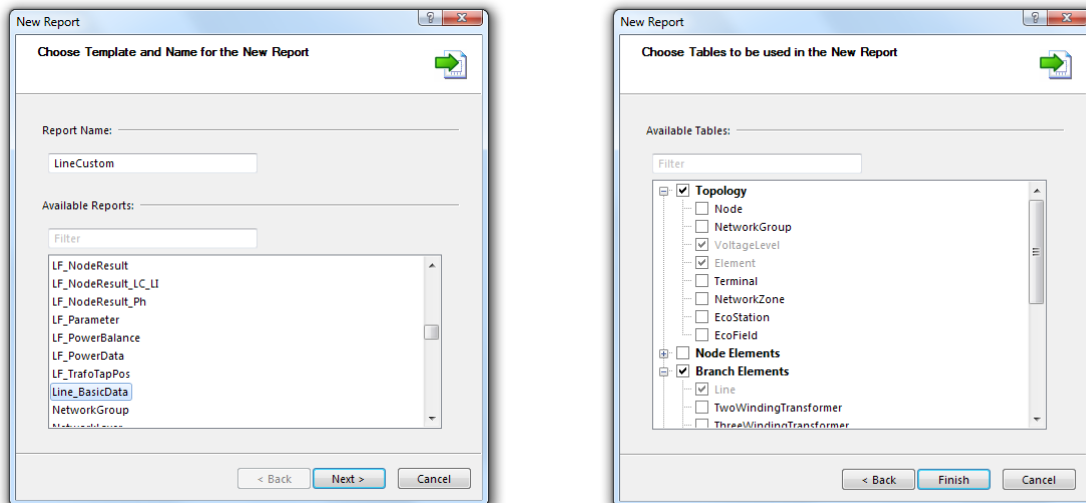 New Report
Choose Template and Name for the New Report
Report Name:
LineCustom
Available Reports:
Filter
LF_NodeResult
LF_NodeResult_LC_LI
LF_NodeResult_Ph
LF_Parameter
LF_PowerBalance
LF_PowerData
LF_TrafoTapPos
Line_BasicData
NetworkGroup
NetworkLayer
< Back Next > Cancel
New Report
Choose Tables to be used in the New Report
Available Tables:
Filter
Topology
Node
NetworkGroup
VoltageLevel
Element
Terminal
NetworkZone
EcoStation
EcoField
Node Elements
Branch Elements
Line
TwoWindingTransformer
ThreeWindingTransformer
< Back Finish Cancel